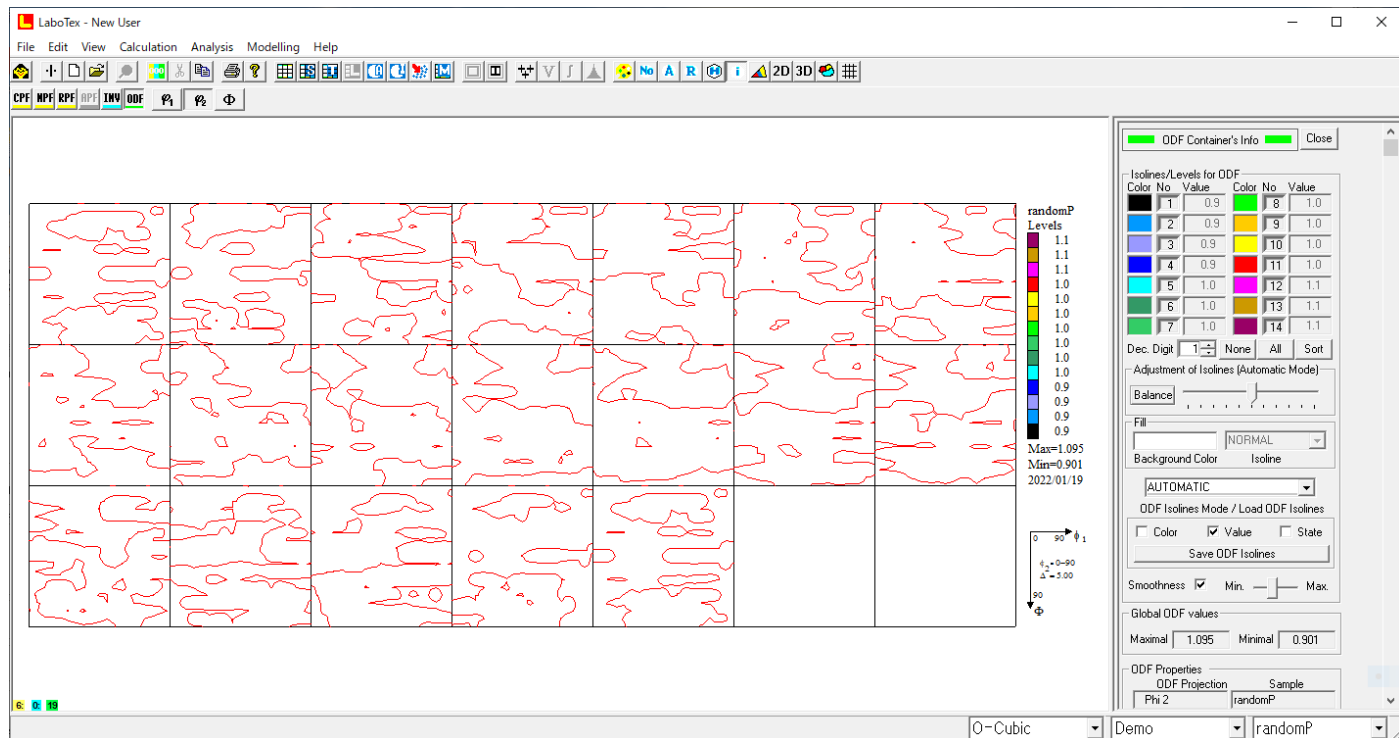 LaboTex - New User
File Edit View Calculation Analysis Modelling Help
No A R i 2D 3D
CPF NPF RPF APF INV ODF φ₁ φ₂ Φ
randomP
Levels
1.1
1.1
1.1
1.0
1.0
1.0
1.0
1.0
1.0
1.0
0.9
0.9
0.9
0.9
Max=1.095
Min=0.901
2022/01/19
0 90 ϕ 1
ϕ2=0-90
Δ=5.00
90
Φ
6: 0: 19
ODF Container's Info Close
Isolines/Levels for ODF
Color No Value Color No Value
1 0.9 8 1.0
2 0.9 9 1.0
3 0.9 10 1.0
4 0.9 11 1.0
5 1.0 12 1.1
6 1.0 13 1.1
7 1.0 14 1.1
Dec. Digit 1 None All Sort
Adjustment of Isolines (Automatic Mode)
Balance
Fill
NORMAL
Background Color Isoline
AUTOMATIC
ODF Isolines Mode / Load ODF Isolines
Color Value State
Save ODF Isolines
Smoothness Min. Max.
Global ODF values
Maximal 1.095 Minimal 0.901
ODF Properties
ODF Projection Sample
Phi 2 randomP
O-Cubic Demo randomP